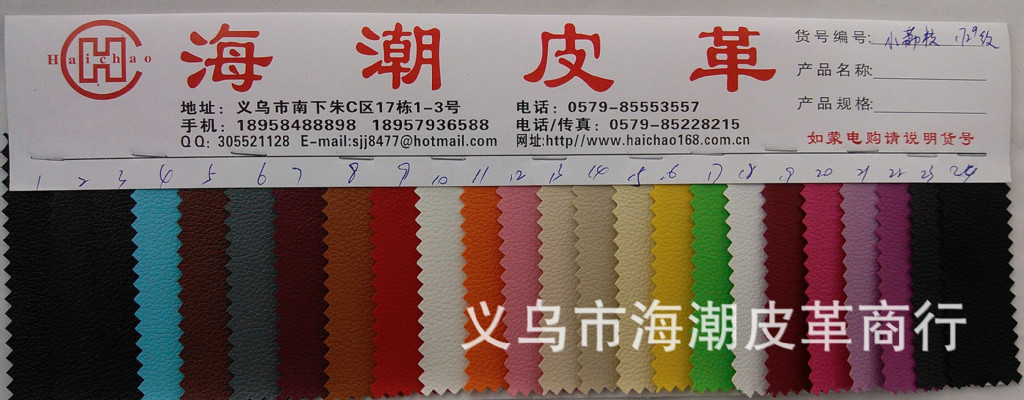 Haichao
海潮皮革
地址：义乌市南下朱C区17栋1-3号
手机：18958488898 18957936588
QQ：305521128 E-mail:sjj8477@hotmail.com
电话：0579-85553557
电话/传真：0579-85228215
网址:http//www.haichao168.com.cn
货号编号: 小荔枝
产品名称:
产品规格:
如蒙电购请说明货号
1 2 3 4 5 6 7 8 9 10 11 12 13 14 15 16 17 18 19 20 21 22 23 24
义乌市海潮皮革商行